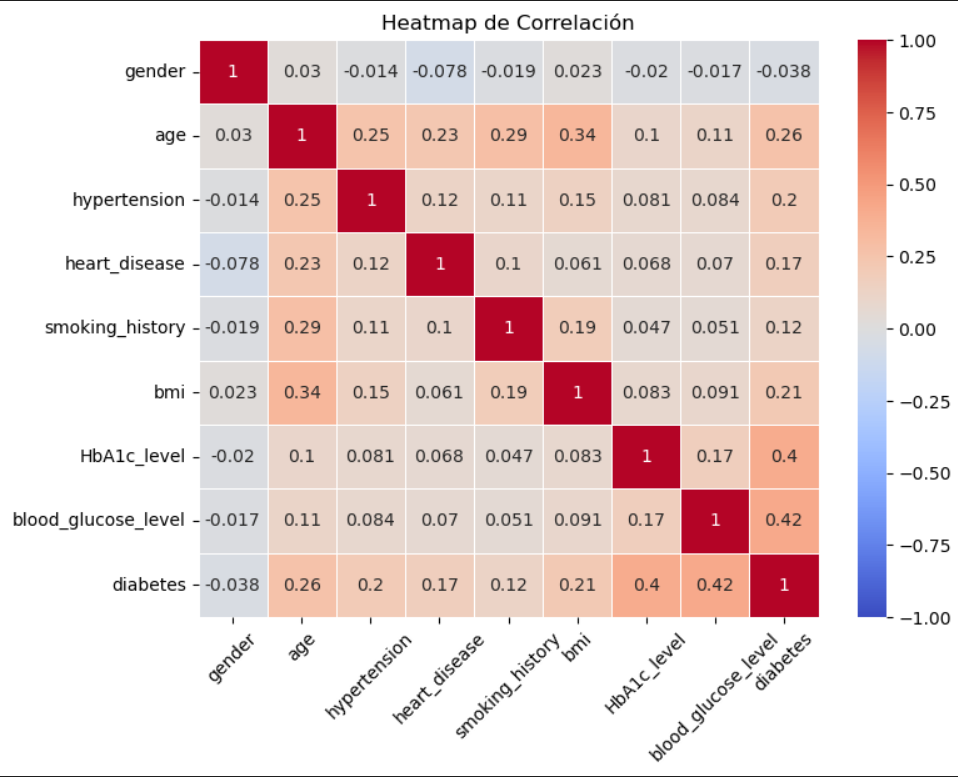 Heatmap de Correlación
gender 1 0.03 -0.014 -0.078 -0.019 0.023 -0.02 -0.017 -0.038
age 0.03 1 0.25 0.23 0.29 0.34 0.1 0.11 0.26
hypertension -0.014 0.25 1 0.12 0.11 0.15 0.081 0.084 0.2
heart_disease -0.078 0.23 0.12 1 0.1 0.061 0.068 0.07 0.17
smoking_history -0.019 0.29 0.11 0.1 1 0.19 0.047 0.051 0.12
bmi 0.023 0.34 0.15 0.061 0.19 1 0.083 0.091 0.21
HbA1c_level -0.02 0.1 0.081 0.068 0.047 0.083 1 0.17 0.4
blood_glucose_level -0.017 0.11 0.084 0.07 0.051 0.091 0.17 1 0.42
diabetes -0.038 0.26 0.2 0.17 0.12 0.21 0.4 0.42 1
gender age hypertension heart_disease smoking_history bmi HbA1c_level blood_glucose_level diabetes
1.00
0.75
0.50
0.25
0.00
−0.25
−0.50
−0.75
−1.00